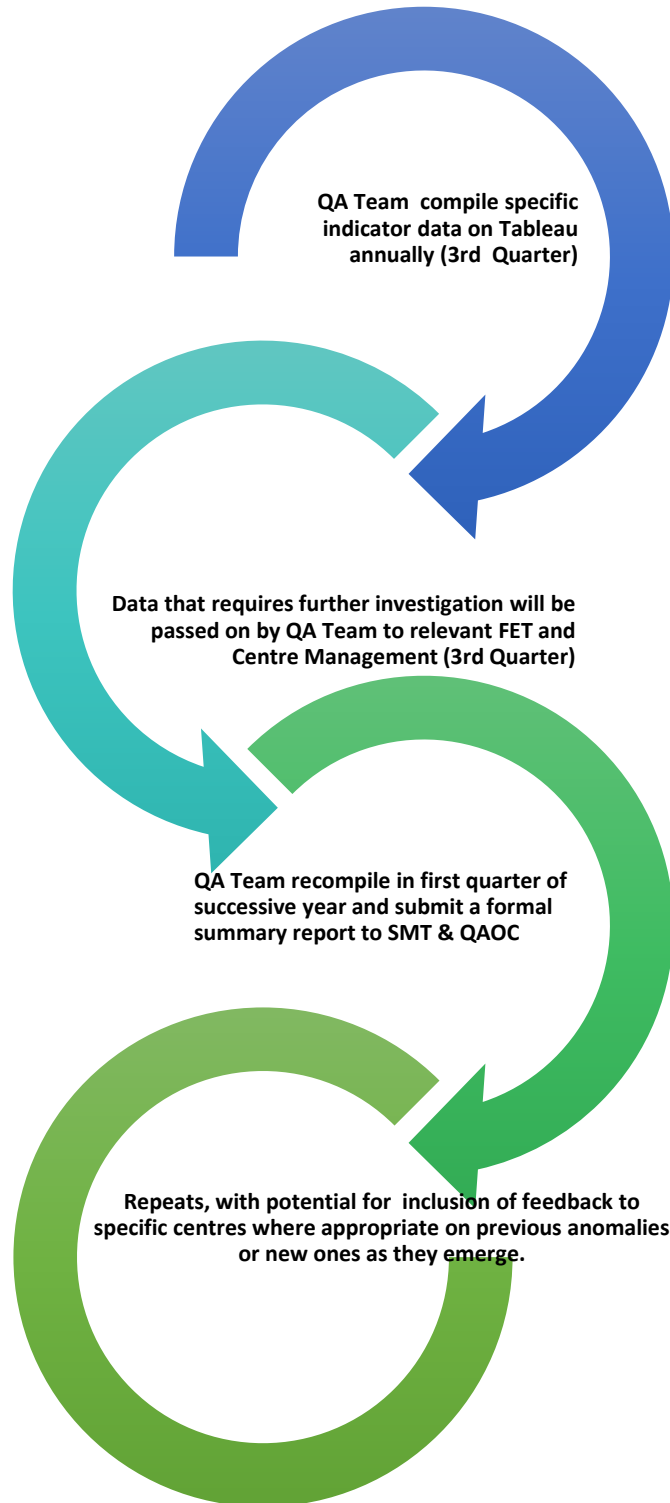 QA Team  compile specific
indicator data on Tableau
annually (3rd  Quarter)
Data that requires further investigation will be
passed on by QA Team to relevant FET and
Centre Management (3rd Quarter)
QA Team recompile in first quarter of
successive year and submit a formal
summary report to SMT & QAOC
Repeats, with potential for  inclusion of feedback to
specific centres where appropriate on previous anomalies
or new ones as they emerge.